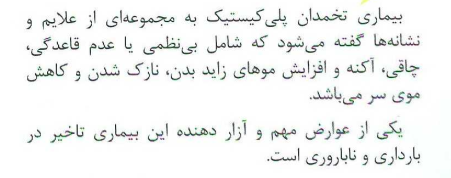 بیماری تخمدان پلی‌کیستیک به مجموعه‌ای از علایم و
نشانه‌ها گفته می‌شود که شامل بی‌نظمی یا عدم قاعدگی،
چاقی، آکنه و افزایش موهای زاید بدن، نازک شدن و کاهش
موی سر می‌باشد.
یکی از عوارض مهم و آزار دهنده این بیماری تاخیر در
بارداری و ناباروری است.